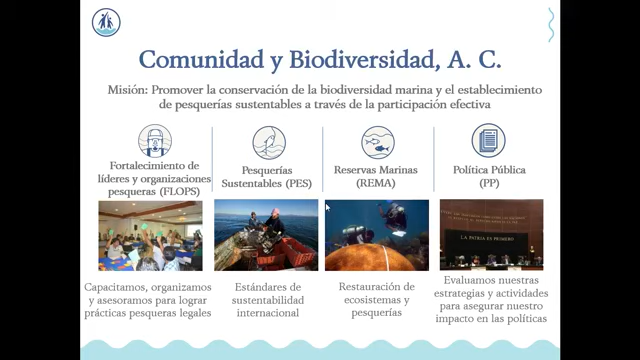 Comunidad y Biodiversidad, A. C.
Misión: Promover la conservación de la biodiversidad marina y el establecimiento
de pesquerías sustentables a través de la participación efectiva
Fortalecimiento de
líderes y organizaciones
pesqueras (FLOPS)
Pesquerías
Sustentables (PES)
Reservas Marinas
(REMA)
Política Pública
(PP)
LA PATRIA ES PRIMERO
Capacitamos, organizamos
y asesoramos para lograr
prácticas pesqueras legales
Estándares de
sustentabilidad
internacional
Restauración de
ecosistemas y
pesquerías
Evaluamos nuestras
estrategias y actividades
para asegurar nuestro
impacto en las políticas